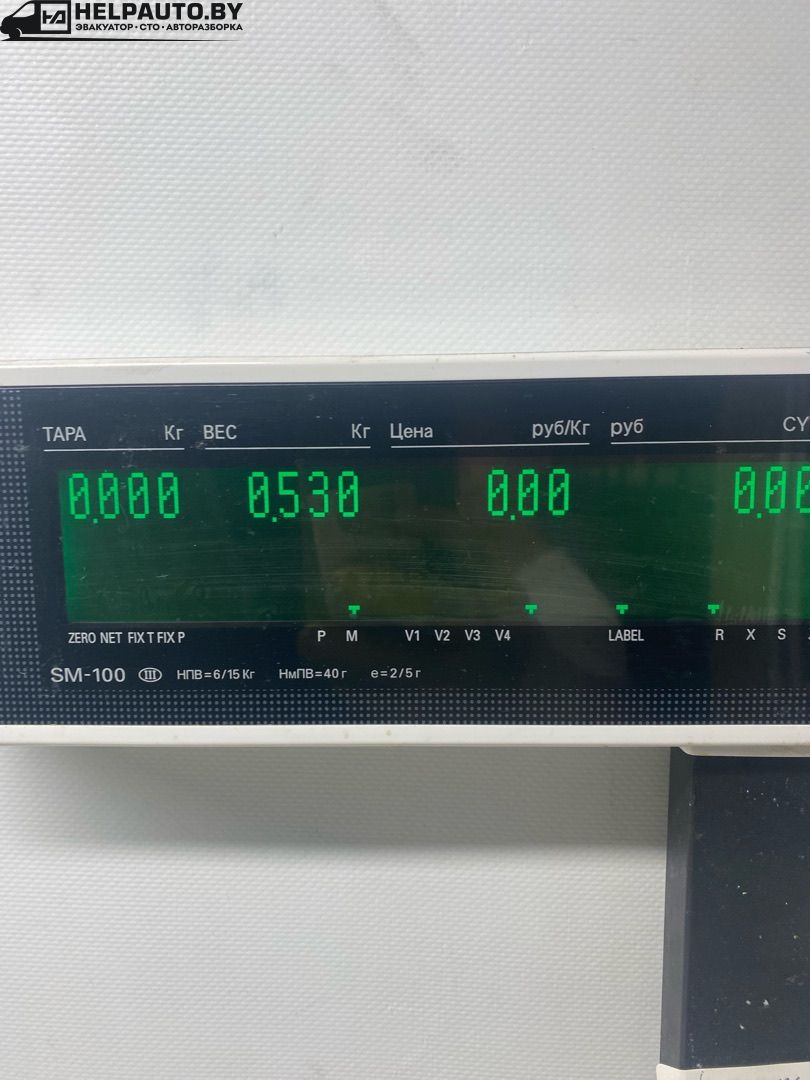 HELPAUTO.BY
ЭВАКУАТОР • СТО • АВТОРАЗБОРКА
ТАРА Кг ВЕС Кг Цена руб/Кг руб
0.000 0.530 0.00 0.00
ZERO NET FIX T FIX P P M V1 V2 V3 V4 LABEL R X S
SM-100 III НПВ=6/15 Кг НмПВ=40 г e=2/5 г